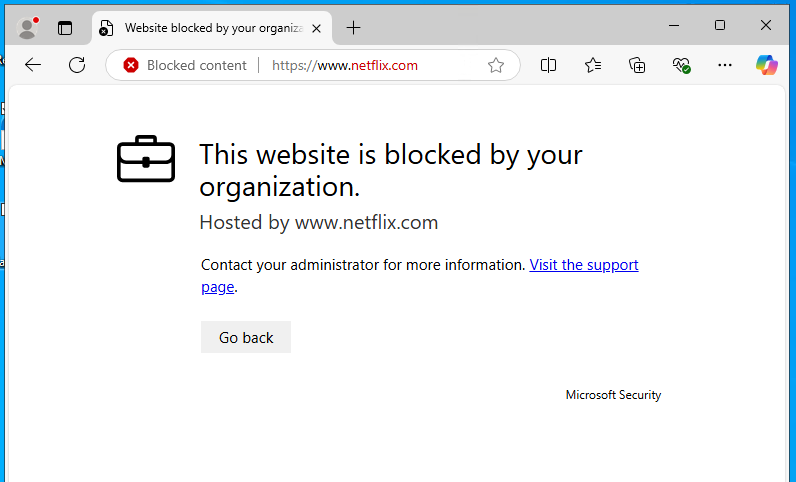 Website blocked by your organiza
Blocked content
https://www.netflix.com
This website is blocked by your
organization.
Hosted by www.netflix.com
Contact your administrator for more information. Visit the support
page.
Go back
Microsoft Security